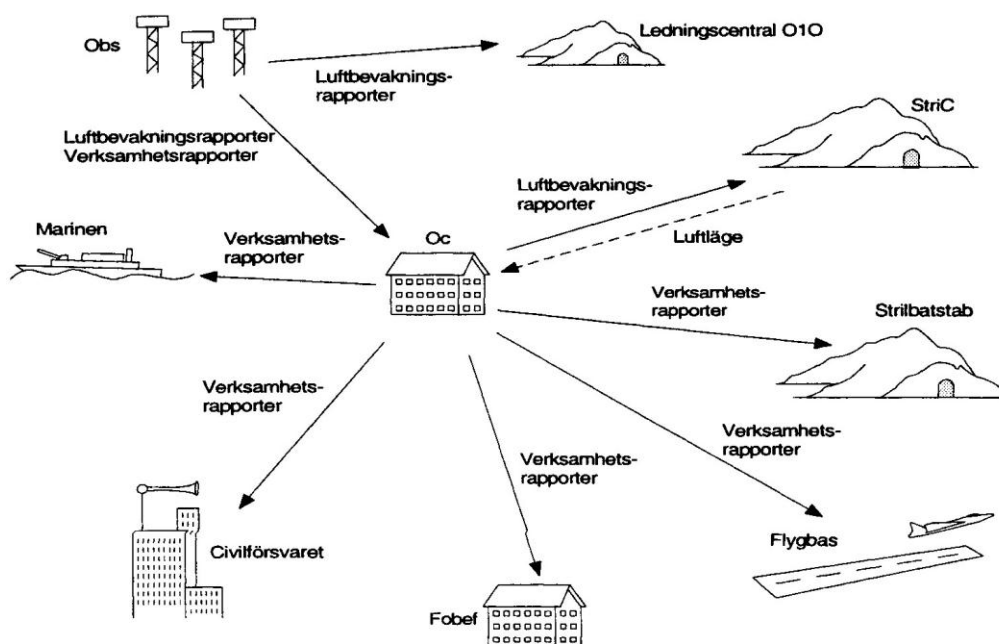 Obs
Ledningscentral O1O
Luftbevaknings-
rapporter
StriC
Luftbevakningsrapporter
Verksamhetsrapporter
Luftbevaknings-
rapporter
Marinen
Verksamhets-
rapporter
Oc
Luftläge
Verksamhets-
rapporter
Strilbatstab
Verksamhets-
rapporter
Verksamhets-
rapporter
Verksamhets-
rapporter
Civilförsvaret
Flygbas
Fobef